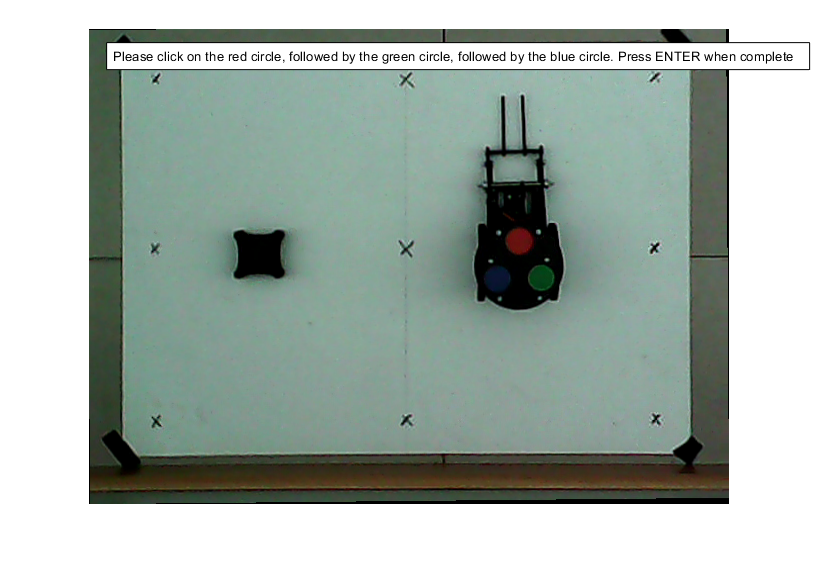 Please click on the red circle, followed by the green circle, followed by the blue circle. Press ENTER when complete